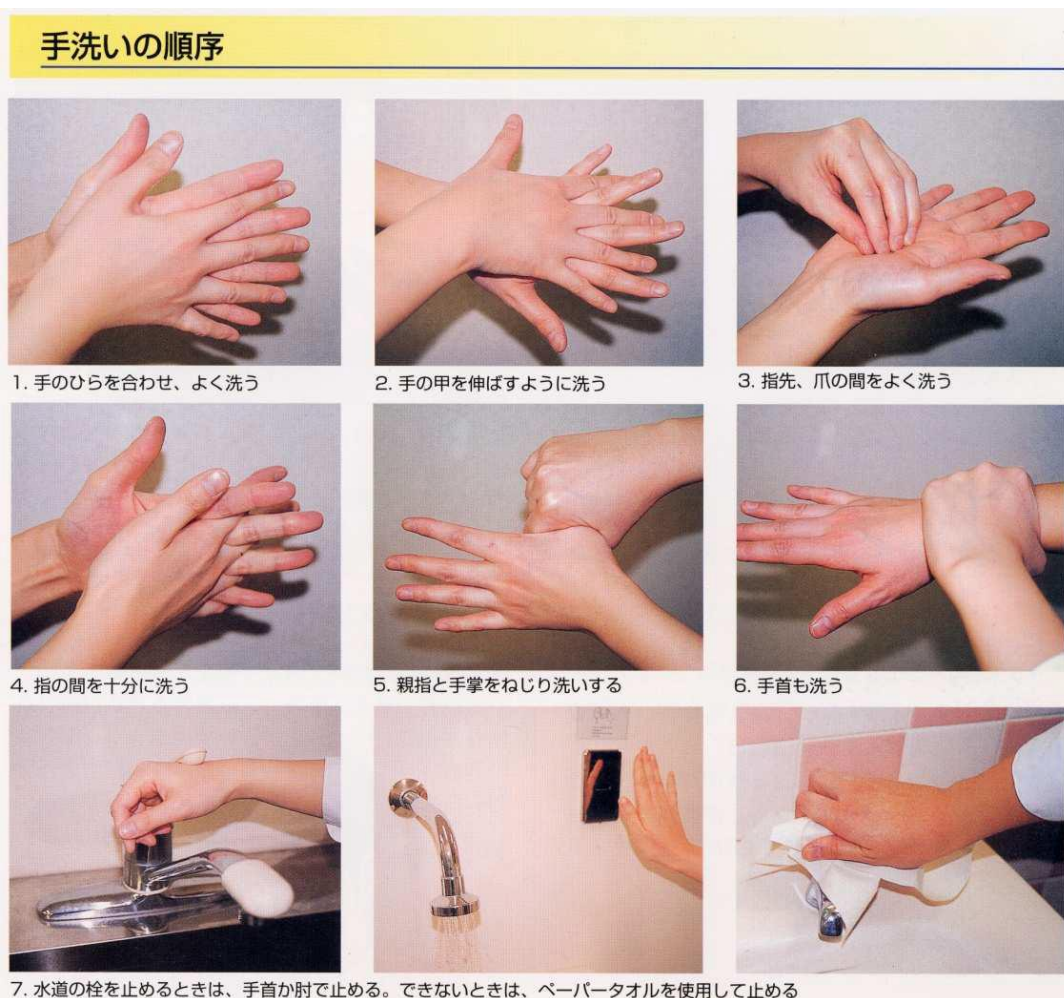 手洗いの順序
1. 手のひらを合わせ、よく洗う
2. 手の甲を伸ばすように洗う
3. 指先、爪の間をよく洗う
4. 指の間を十分に洗う
5. 親指と手掌をねじり洗いする
6. 手首も洗う
7. 水道の栓を止めるときは、手首か肘で止める。できないときは、ペーパータオルを使用して止める